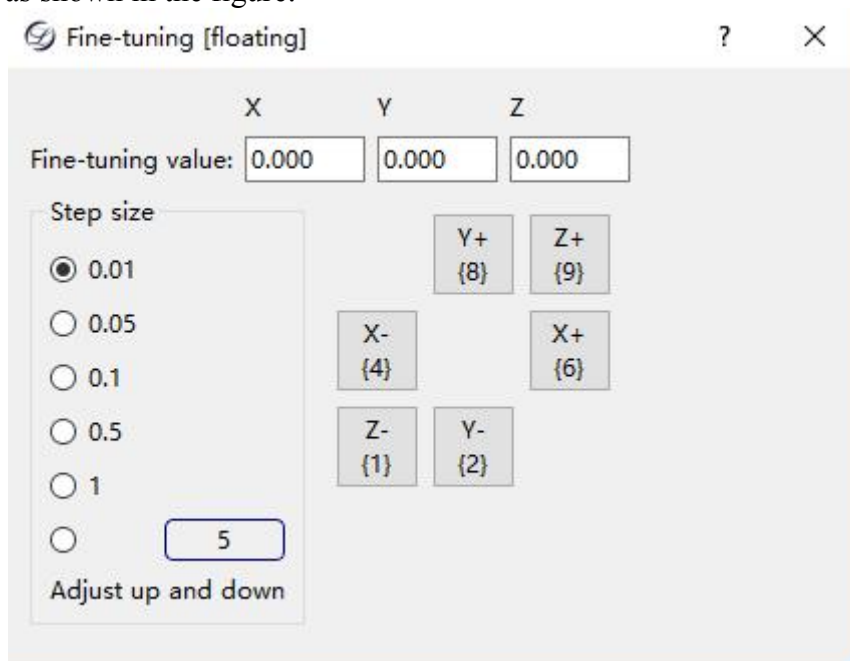 as shown in the figure.
Fine-tuning [floating] ? ×
X Y Z
Fine-tuning value: 0.000 0.000 0.000
Step size
0.01
0.05
0.1
0.5
1
5
Adjust up and down
Y+ Z+
{8} {9}
X- X+
{4} {6}
Z- Y-
{1} {2}